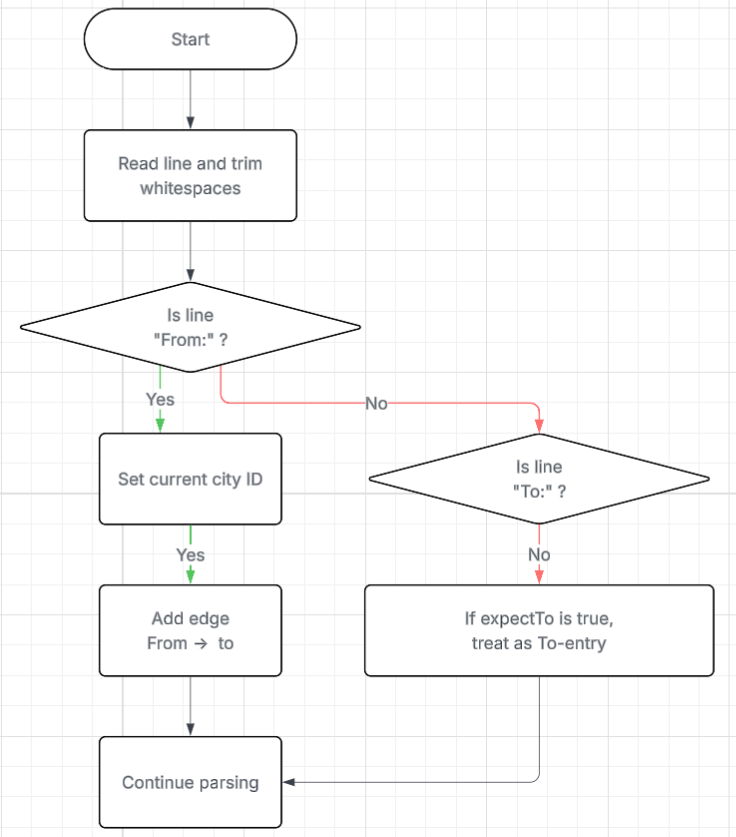 Start
Read line and trim
whitespaces
Is line
"From:" ?
Yes
No
Set current city ID
Is line
"To:" ?
Yes
No
Add edge
From → to
If expectTo is true,
treat as To-entry
Continue parsing